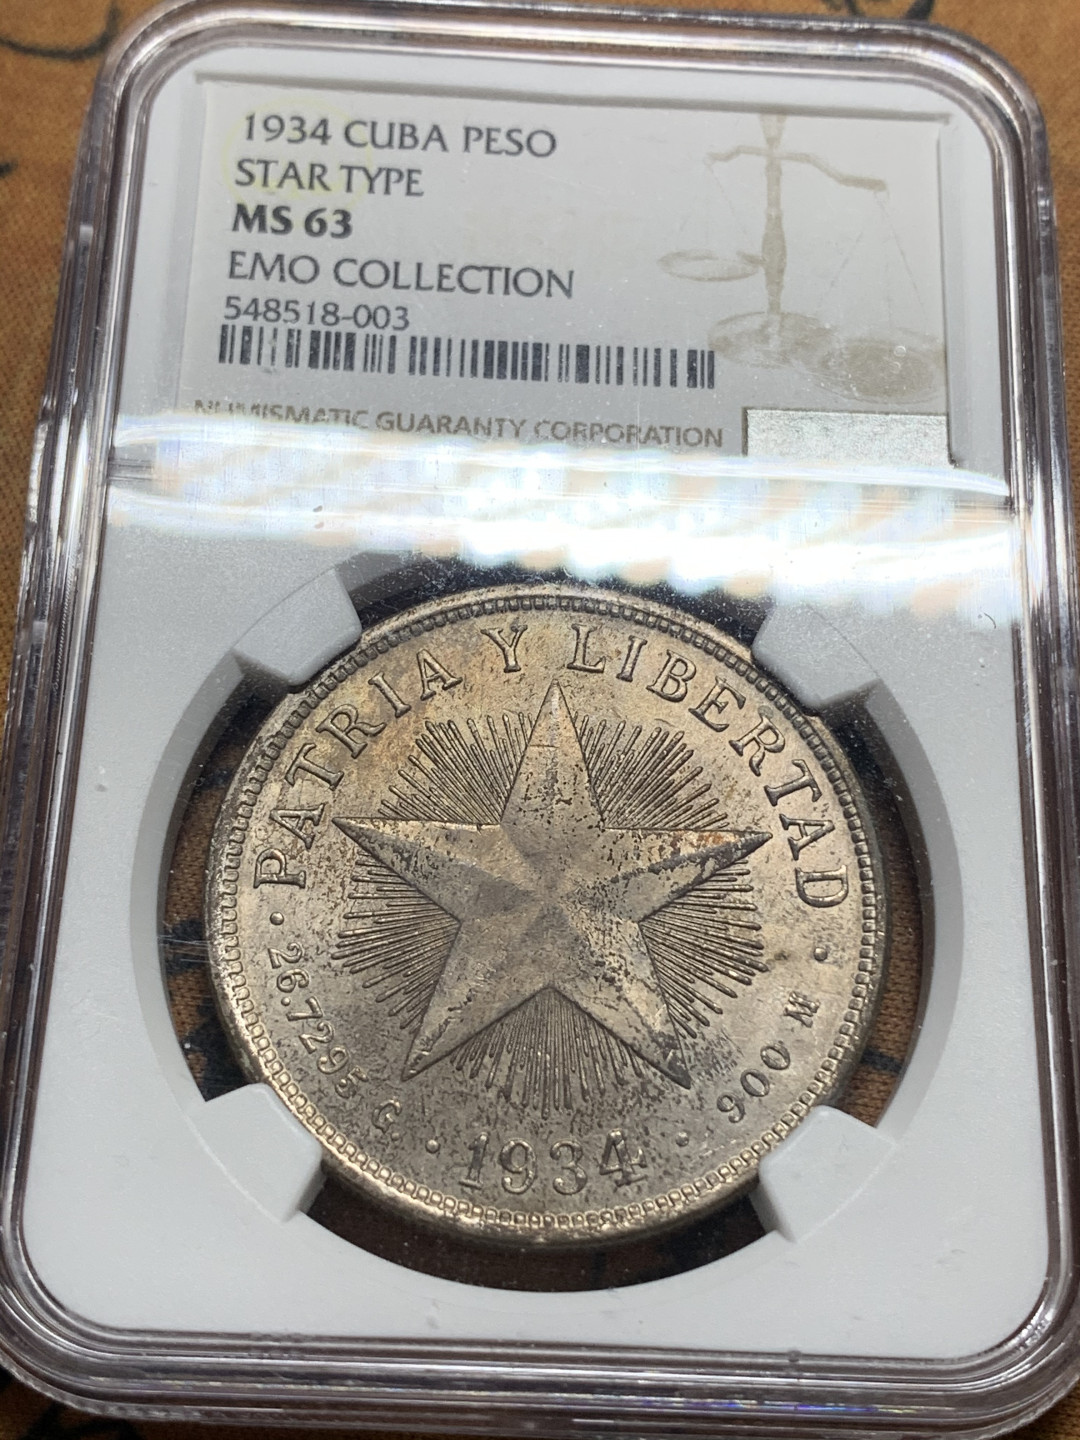 1934 CUBA PESO
STAR TYPE
MS 63
EMO COLLECTION
548518-003
NUMISMATIC GUARANTY CORPORATION
PATRIA Y LIBERTAD
· 26.7295 G. · 1934 · 900 M ·